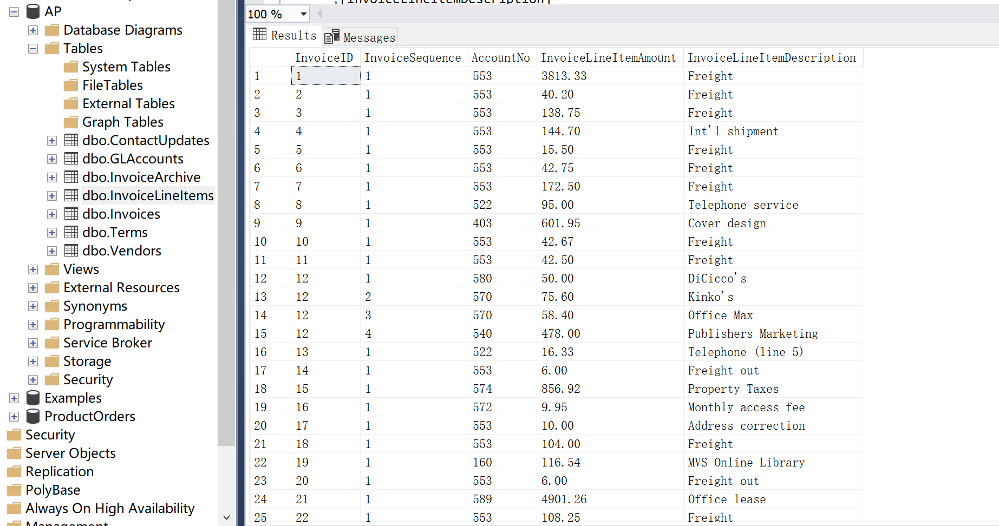 AP
Database Diagrams
Tables
System Tables
FileTables
External Tables
Graph Tables
dbo.ContactUpdates
dbo.GLAccounts
dbo.InvoiceArchive
dbo.InvoiceLineItems
dbo.Invoices
dbo.Terms
dbo.Vendors
Views
External Resources
Synonyms
Programmability
Service Broker
Storage
Security
Examples
ProductOrders
Security
Server Objects
Replication
PolyBase
Always On High Availability
Management
,[InvoiceLineItemDescription]
100 %
Results Messages
InvoiceID InvoiceSequence AccountNo InvoiceLineItemAmount InvoiceLineItemDescription
1 1 1 553 3813.33 Freight
2 2 1 553 40.20 Freight
3 3 1 553 138.75 Freight
4 4 1 553 144.70 Int'l shipment
5 5 1 553 15.50 Freight
6 6 1 553 42.75 Freight
7 7 1 553 172.50 Freight
8 8 1 522 95.00 Telephone service
9 9 1 403 601.95 Cover design
10 10 1 553 42.67 Freight
11 11 1 553 42.50 Freight
12 12 1 580 50.00 DiCicco's
13 12 2 570 75.60 Kinko's
14 12 3 570 58.40 Office Max
15 12 4 540 478.00 Publishers Marketing
16 13 1 522 16.33 Telephone (line 5)
17 14 1 553 6.00 Freight out
18 15 1 574 856.92 Property Taxes
19 16 1 572 9.95 Monthly access fee
20 17 1 553 10.00 Address correction
21 18 1 553 104.00 Freight
22 19 1 160 116.54 MVS Online Library
23 20 1 553 6.00 Freight out
24 21 1 589 4901.26 Office lease
25 22 1 553 108.25 Freight